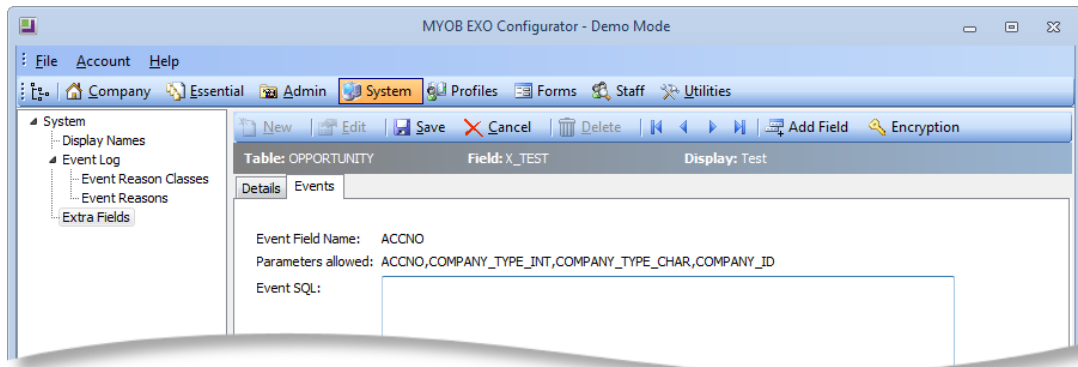 MYOB EXO Configurator - Demo Mode
File Account Help
Company Essential Admin System Profiles Forms Staff Utilities
System
Display Names
Event Log
Event Reason Classes
Event Reasons
Extra Fields
New Edit Save Cancel Delete Add Field Encryption
Table: OPPORTUNITY Field: X_TEST Display: Test
Details Events
Event Field Name: ACCNO
Parameters allowed: ACCNO,COMPANY_TYPE_INT,COMPANY_TYPE_CHAR,COMPANY_ID
Event SQL: